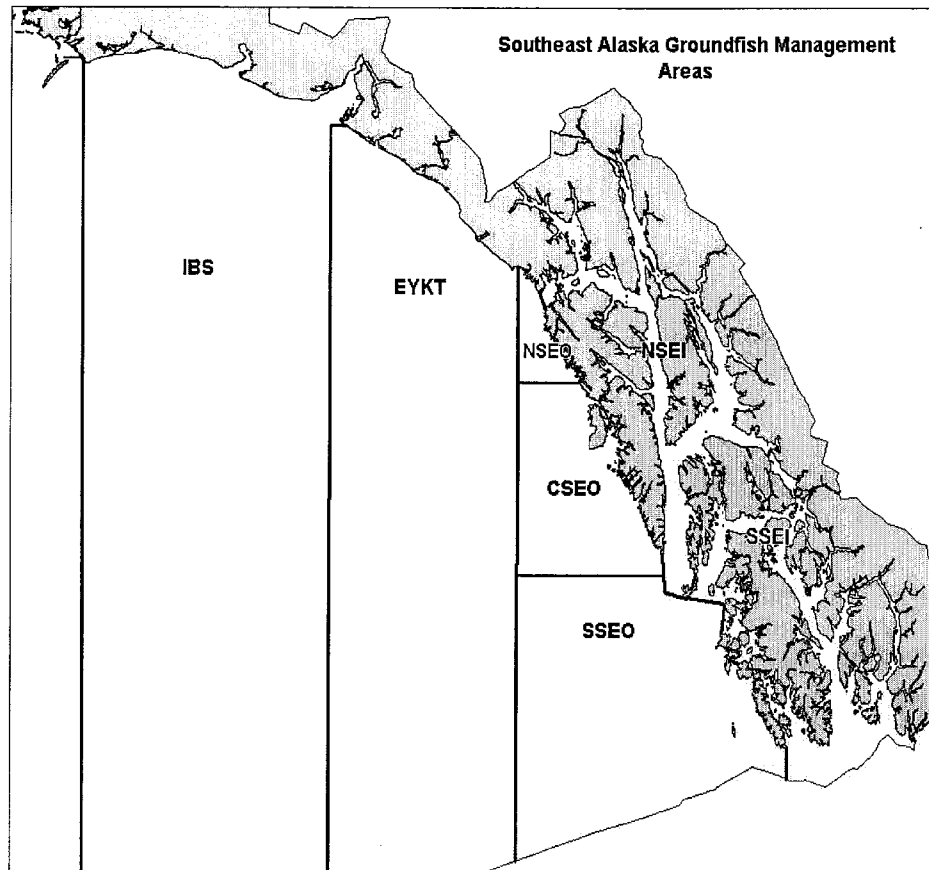 Southeast Alaska Groundfish Management
Areas
IBS
EYKT
NSEO
NSEI
CSEO
SSEI
SSEO